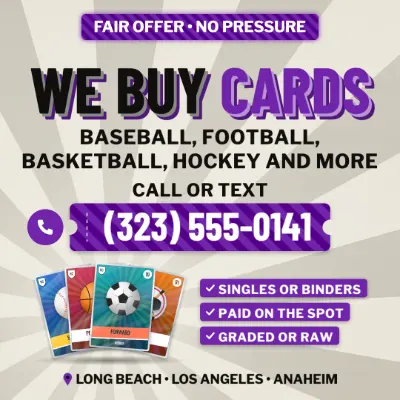 FAIR OFFER • NO PRESSURE
WE BUY CARDS
BASEBALL, FOOTBALL,
BASKETBALL, HOCKEY AND MORE
CALL OR TEXT
(323) 555-0141
FORWARD
SINGLES OR BINDERS
PAID ON THE SPOT
GRADED OR RAW
LONG BEACH • LOS ANGELES • ANAHEIM